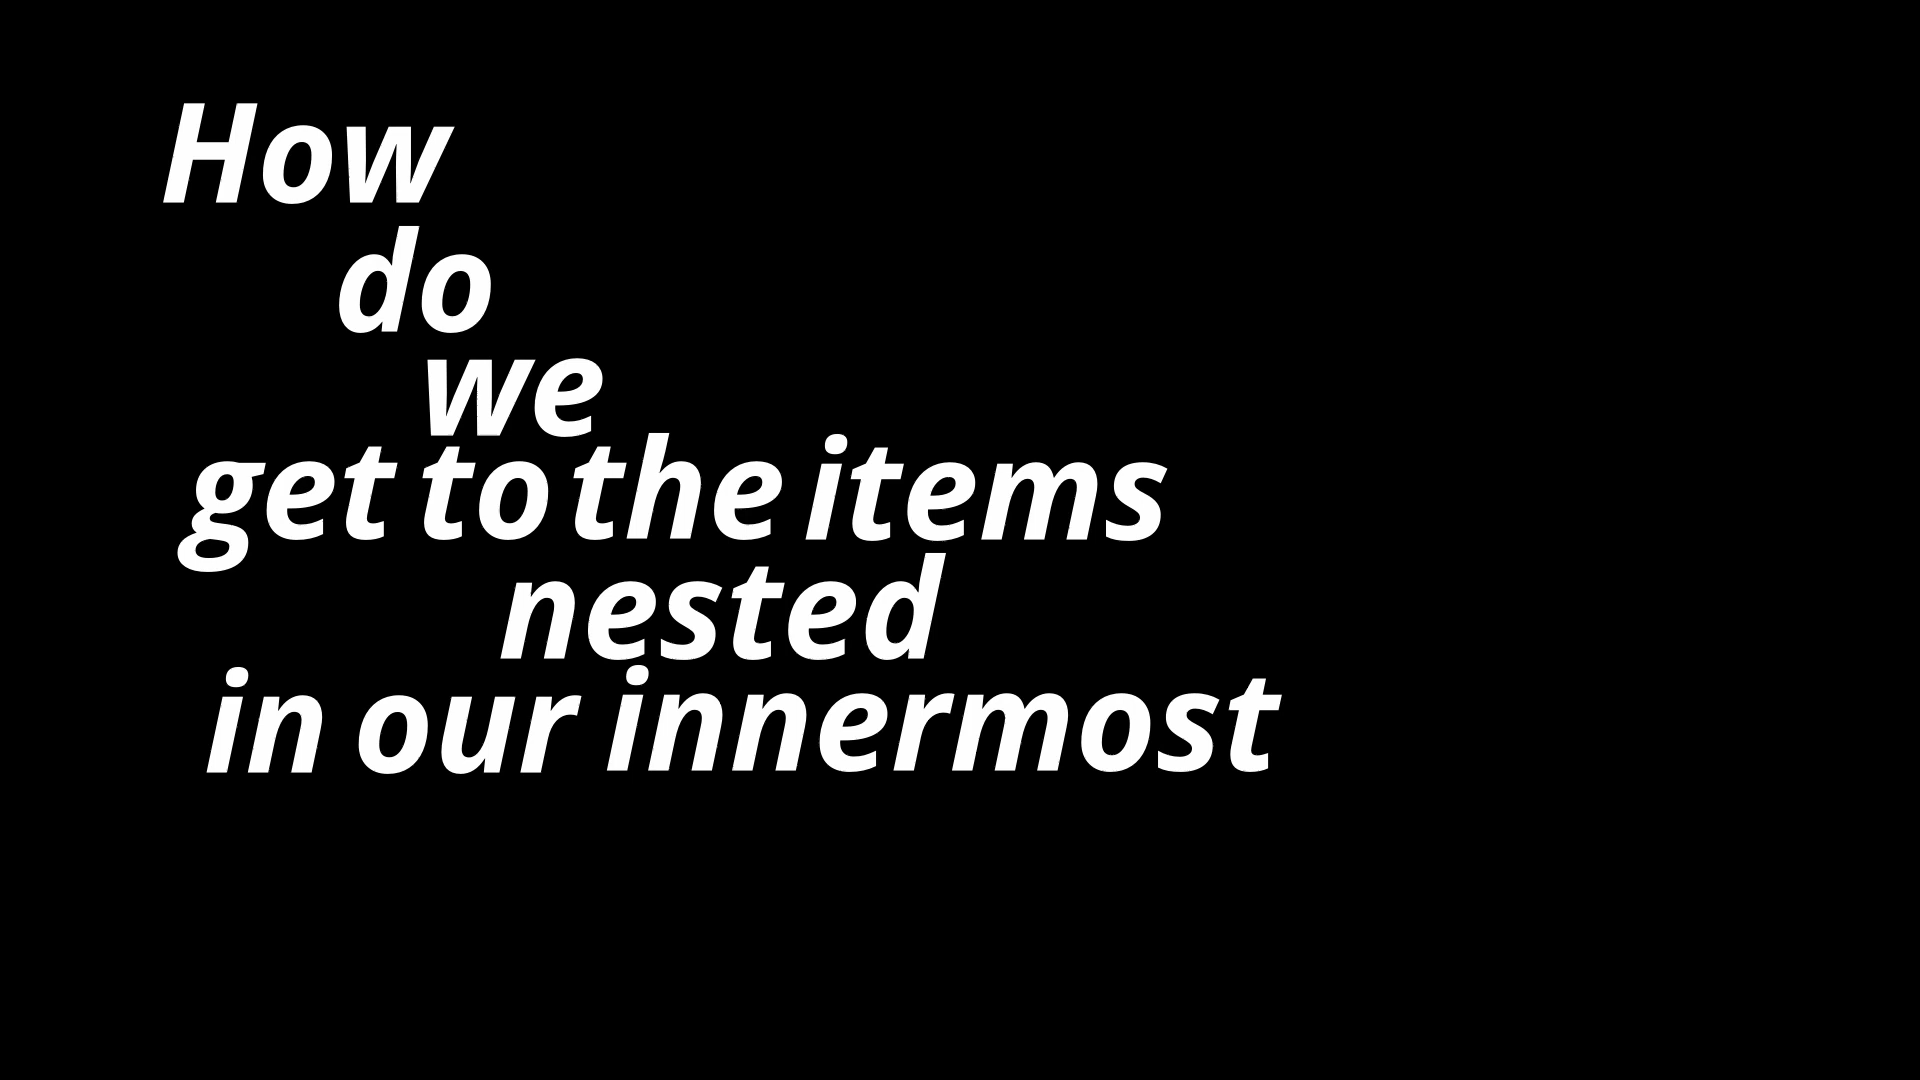 How
do
we
get to the items
nested
in our innermost